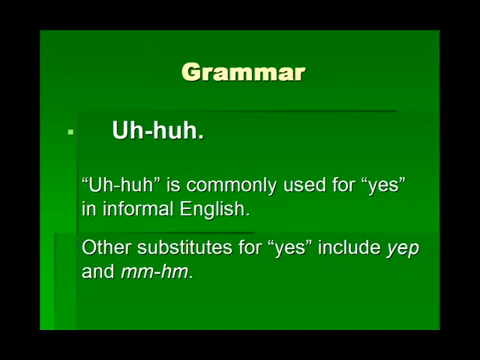 Grammar
Uh-huh.
“Uh-huh” is commonly used for “yes”
in informal English.
Other substitutes for “yes” include yep
and mm-hm.